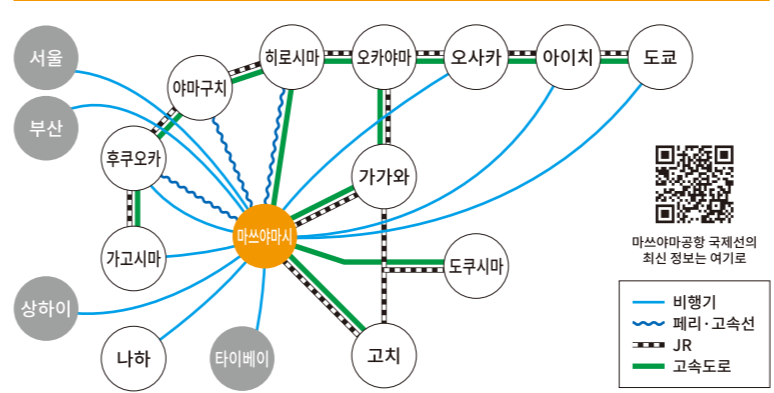 서울
부산
야마구치
히로시마
오카야마
오사카
아이치
도쿄
후쿠오카
가가와
마쓰야마시
가고시마
도쿠시마
상하이
나하
타이베이
고치
마쓰야마공항 국제선의
최신 정보는 여기로
비행기
페리·고속선
JR
고속도로